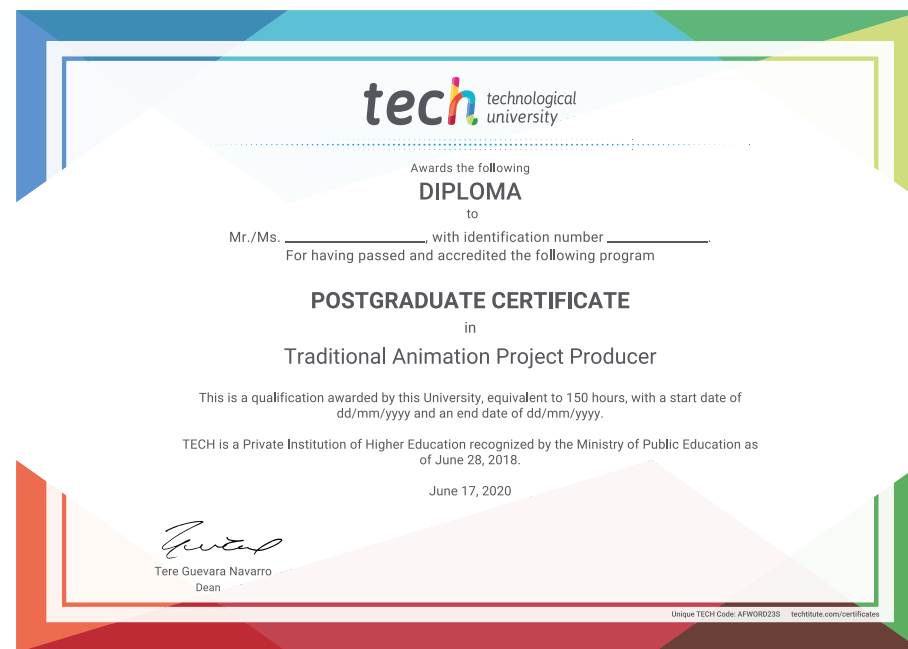 tech technological
university
Awards the following
DIPLOMA
to
Mr./Ms. ____________, with identification number ____________.
For having passed and accredited the following program
POSTGRADUATE CERTIFICATE
in
Traditional Animation Project Producer
This is a qualification awarded by this University, equivalent to 150 hours, with a start date of
dd/mm/yyyy and an end date of dd/mm/yyyy.
TECH is a Private Institution of Higher Education recognized by the Ministry of Public Education as
of June 28, 2018.
June 17, 2020
Tere Guevara Navarro
Dean
Unique TECH Code: AFWORD23S techtitute.com/certificates